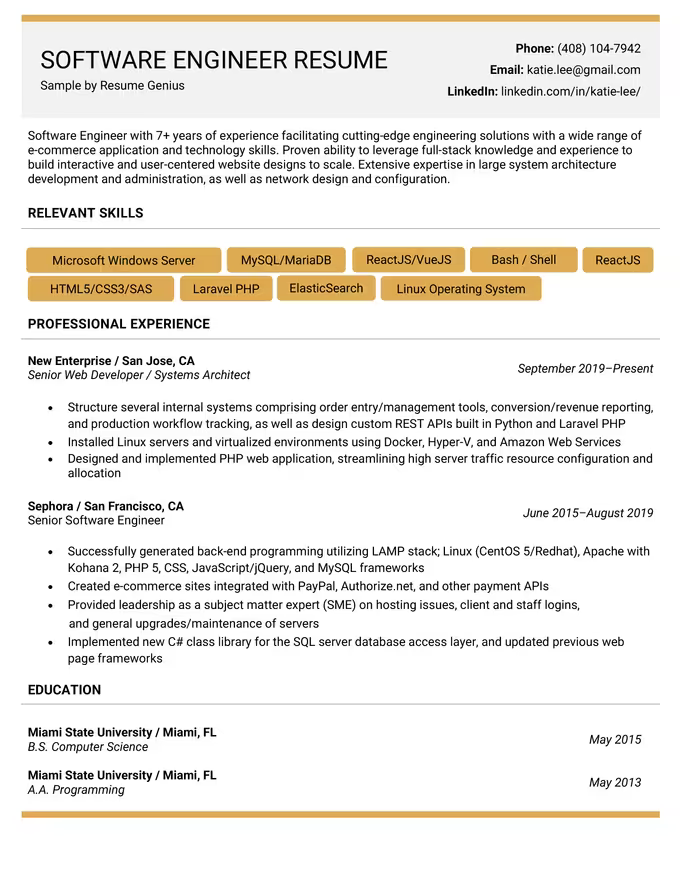 SOFTWARE ENGINEER RESUME
Sample by Resume Genius
Phone: (408) 104-7942
Email: katie.lee@gmail.com
LinkedIn: linkedin.com/in/katie-lee/
Software Engineer with 7+ years of experience facilitating cutting-edge engineering solutions with a wide range of
e-commerce application and technology skills. Proven ability to leverage full-stack knowledge and experience to
build interactive and user-centered website designs to scale. Extensive expertise in large system architecture
development and administration, as well as network design and configuration.
RELEVANT SKILLS
Microsoft Windows Server
MySQL/MariaDB
ReactJS/VueJS
Bash / Shell
ReactJS
HTML5/CSS3/SAS
Laravel PHP
ElasticSearch
Linux Operating System
PROFESSIONAL EXPERIENCE
New Enterprise / San Jose, CA
Senior Web Developer / Systems Architect
September 2019–Present
• Structure several internal systems comprising order entry/management tools, conversion/revenue reporting,
and production workflow tracking, as well as design custom REST APIs built in Python and Laravel PHP
• Installed Linux servers and virtualized environments using Docker, Hyper-V, and Amazon Web Services
• Designed and implemented PHP web application, streamlining high server traffic resource configuration and
allocation
Sephora / San Francisco, CA
Senior Software Engineer
June 2015–August 2019
• Successfully generated back-end programming utilizing LAMP stack; Linux (CentOS 5/Redhat), Apache with
Kohana 2, PHP 5, CSS, JavaScript/jQuery, and MySQL frameworks
• Created e-commerce sites integrated with PayPal, Authorize.net, and other payment APIs
• Provided leadership as a subject matter expert (SME) on hosting issues, client and staff logins,
and general upgrades/maintenance of servers
• Implemented new C# class library for the SQL server database access layer, and updated previous web
page frameworks
EDUCATION
Miami State University / Miami, FL
B.S. Computer Science
May 2015
Miami State University / Miami, FL
A.A. Programming
May 2013